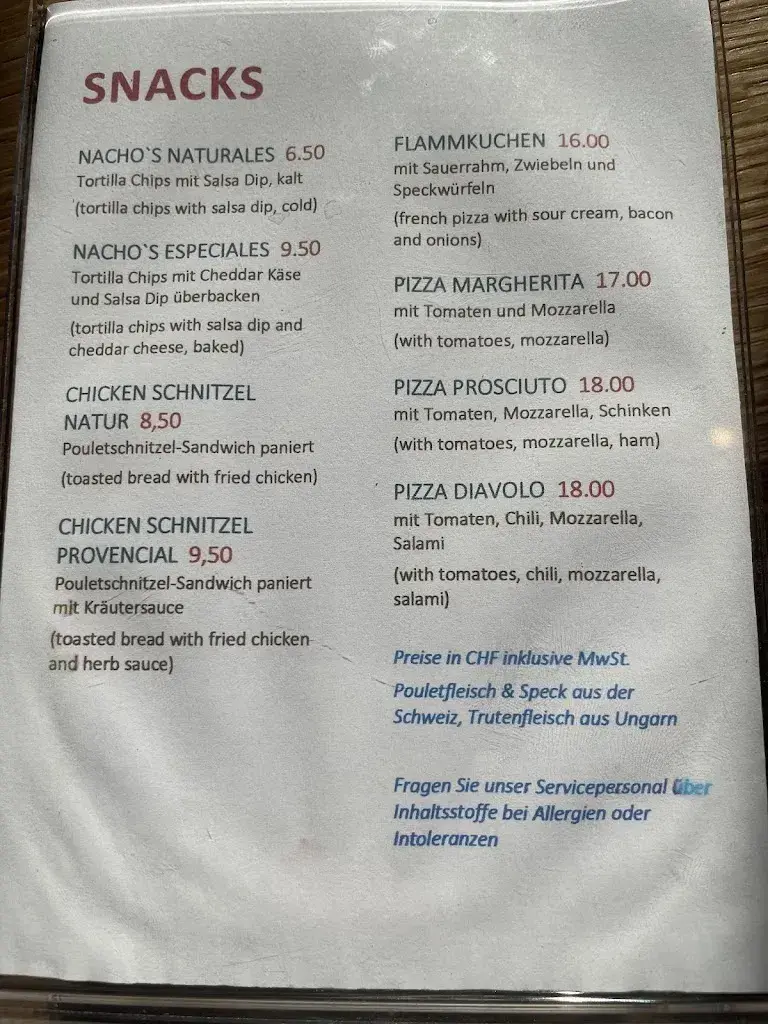 SNACKS
NACHO`S NATURALES 6.50
Tortilla Chips mit Salsa Dip, kalt
(tortilla chips with salsa dip, cold)
NACHO`S ESPECIALES 9.50
Tortilla Chips mit Cheddar Käse
und Salsa Dip überbacken
(tortilla chips with salsa dip and
cheddar cheese, baked)
CHICKEN SCHNITZEL
NATUR 8,50
Pouletschnitzel-Sandwich paniert
(toasted bread with fried chicken)
CHICKEN SCHNITZEL
PROVENCIAL 9,50
Pouletschnitzel-Sandwich paniert
mit Kräutersauce
(toasted bread with fried chicken
and herb sauce)
FLAMMKUCHEN 16.00
mit Sauerrahm, Zwiebeln und
Speckwürfeln
(french pizza with sour cream, bacon
and onions)
PIZZA MARGHERITA 17.00
mit Tomaten und Mozzarella
(with tomatoes, mozzarella)
PIZZA PROSCIUTO 18.00
mit Tomaten, Mozzarella, Schinken
(with tomatoes, mozzarella, ham)
PIZZA DIAVOLO 18.00
mit Tomaten, Chili, Mozzarella,
Salami
(with tomatoes, chili, mozzarella,
salami)
Preise in CHF inklusive MwSt.
Pouletfleisch & Speck aus der
Schweiz, Trutenfleisch aus Ungarn
Fragen Sie unser Servicepersonal über
Inhaltsstoffe bei Allergien oder
Intoleranzen